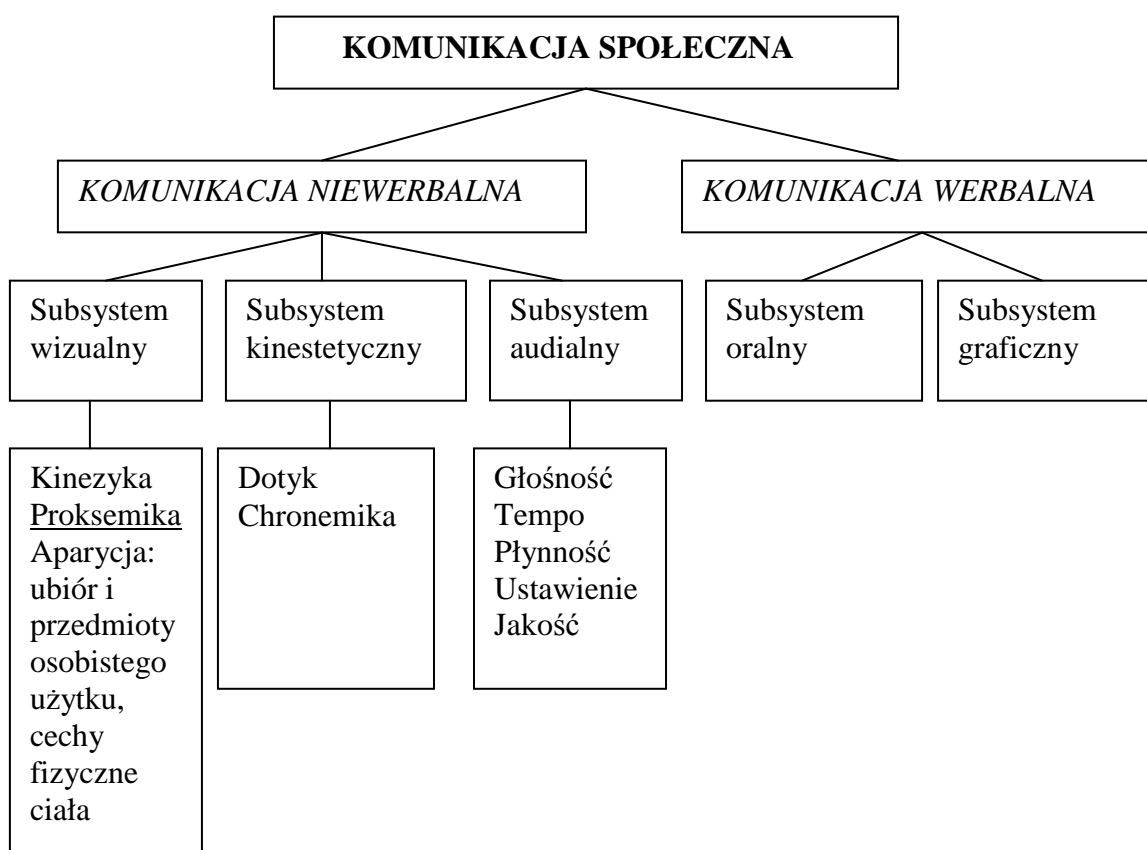 KOMUNIKACJA SPOŁECZNA
KOMUNIKACJA NIEWERBALNA
KOMUNIKACJA WERBALNA
Subsystem
wizualny
Subsystem
kinestetyczny
Subsystem
audialny
Subsystem
oralny
Subsystem
graficzny
Kinezyka
Proksemika
Aparycja:
ubiór i
przedmioty
osobistego
użytku,
cechy
fizyczne
ciała
Dotyk
Chronemika
Głośność
Tempo
Płynność
Ustawienie
Jakość